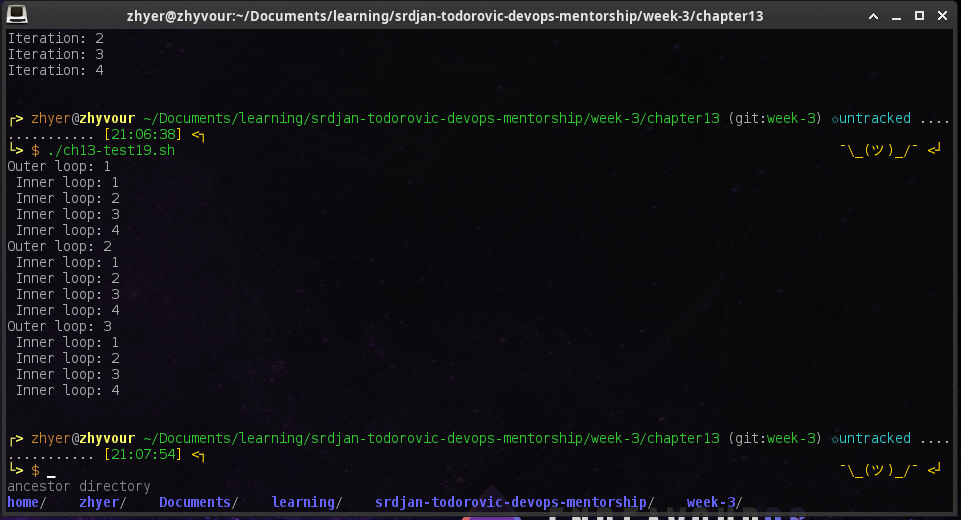 zhyer@zhyvour:~/Documents/learning/srdjan-todorovic-devops-mentorship/week-3/chapter13
Iteration: 2
Iteration: 3
Iteration: 4
┌> zhyer@zhyvour ~/Documents/learning/srdjan-todorovic-devops-mentorship/week-3/chapter13 (git:week-3) ✩untracked ....
........... [21:06:38] <┐
└> $ ./ch13-test19.sh ¯\_(ツ)_/¯ <┘
Outer loop: 1
Inner loop: 1
Inner loop: 2
Inner loop: 3
Inner loop: 4
Outer loop: 2
Inner loop: 1
Inner loop: 2
Inner loop: 3
Inner loop: 4
Outer loop: 3
Inner loop: 1
Inner loop: 2
Inner loop: 3
Inner loop: 4
┌> zhyer@zhyvour ~/Documents/learning/srdjan-todorovic-devops-mentorship/week-3/chapter13 (git:week-3) ✩untracked ....
........... [21:07:54] <┐
└> $ _ ¯\_(ツ)_/¯ <┘
ancestor directory
home/ zhyer/ Documents/ learning/ srdjan-todorovic-devops-mentorship/ week-3/